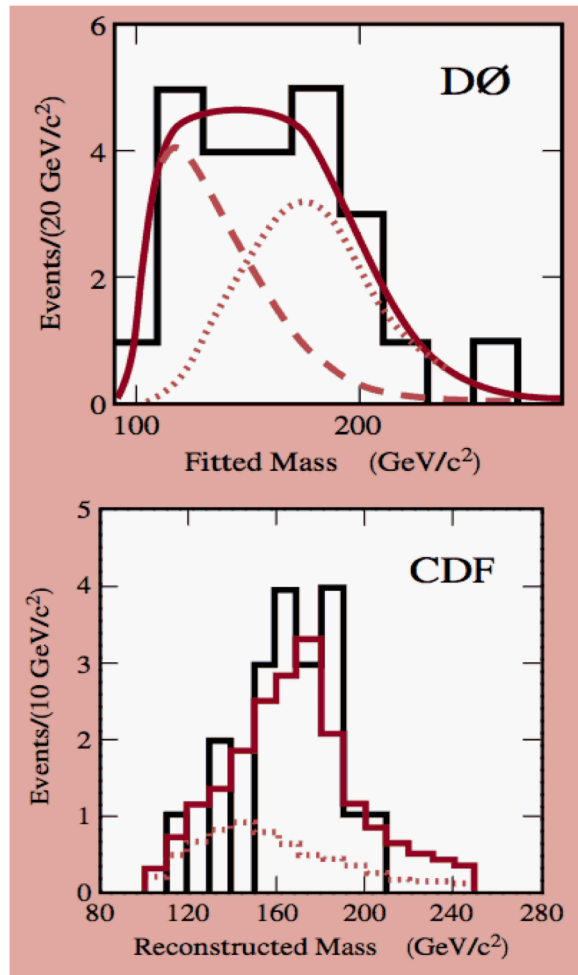 6
DØ
4
Events/(20 GeV/c²)
2
0
100 200
Fitted Mass (GeV/c²)
5
CDF
4
3
Events/(10 GeV/c²)
2
1
0
80 120 160 200 240 280
Reconstructed Mass (GeV/c²)